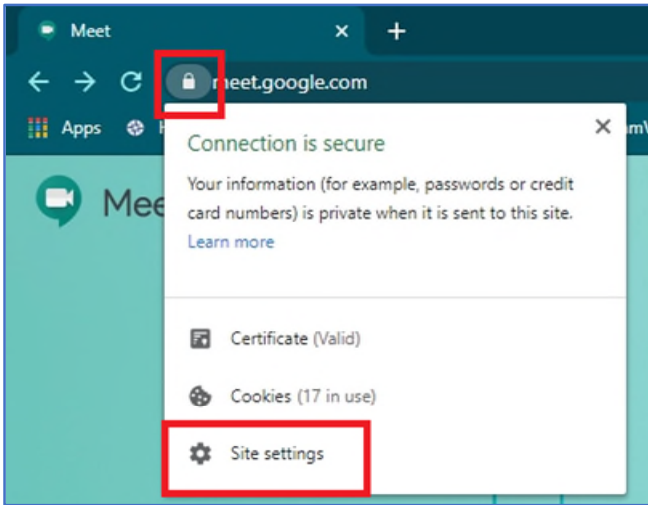 Meet
meet.google.com
Apps
Connection is secure
Your information (for example, passwords or credit
card numbers) is private when it is sent to this site.
Learn more
Certificate (Valid)
Cookies (17 in use)
Site settings